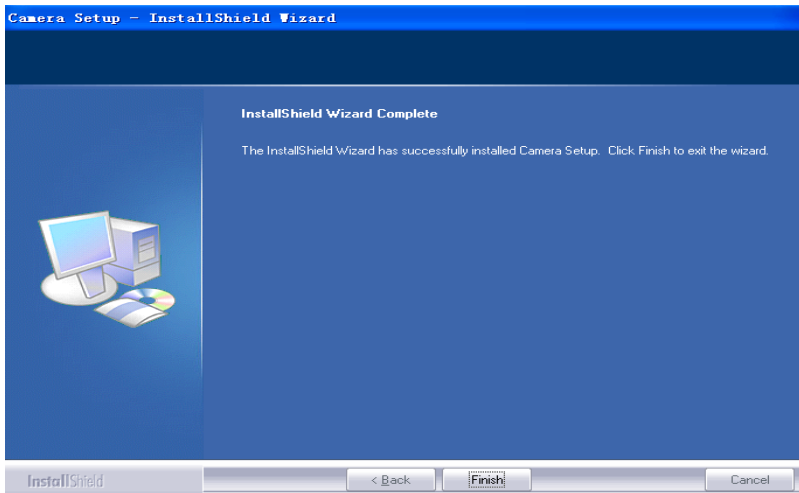 Camera Setup - InstallShield Wizard
InstallShield Wizard Complete
The InstallShield Wizard has successfully installed Camera Setup.  Click Finish to exit the wizard.
InstallShield
< Back
Finish
Cancel